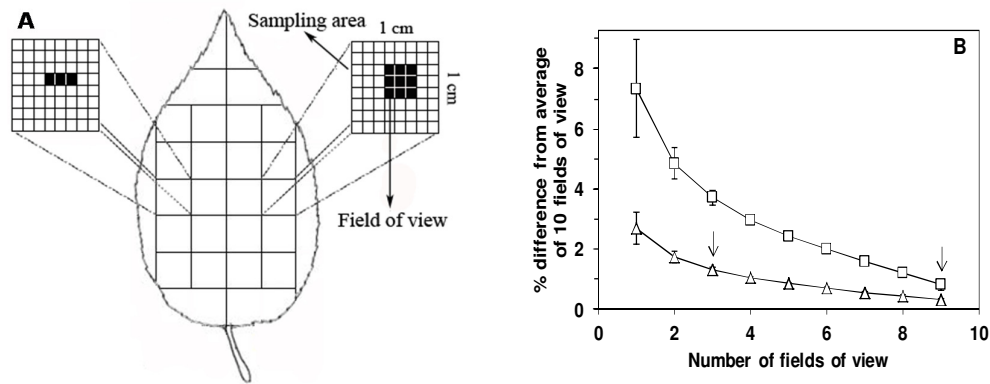 A
Sampling area
1 cm
1 cm
Field of view
B
% difference from average
of 10 fields of view
8
6
4
2
0
0 2 4 6 8 10
Number of fields of view